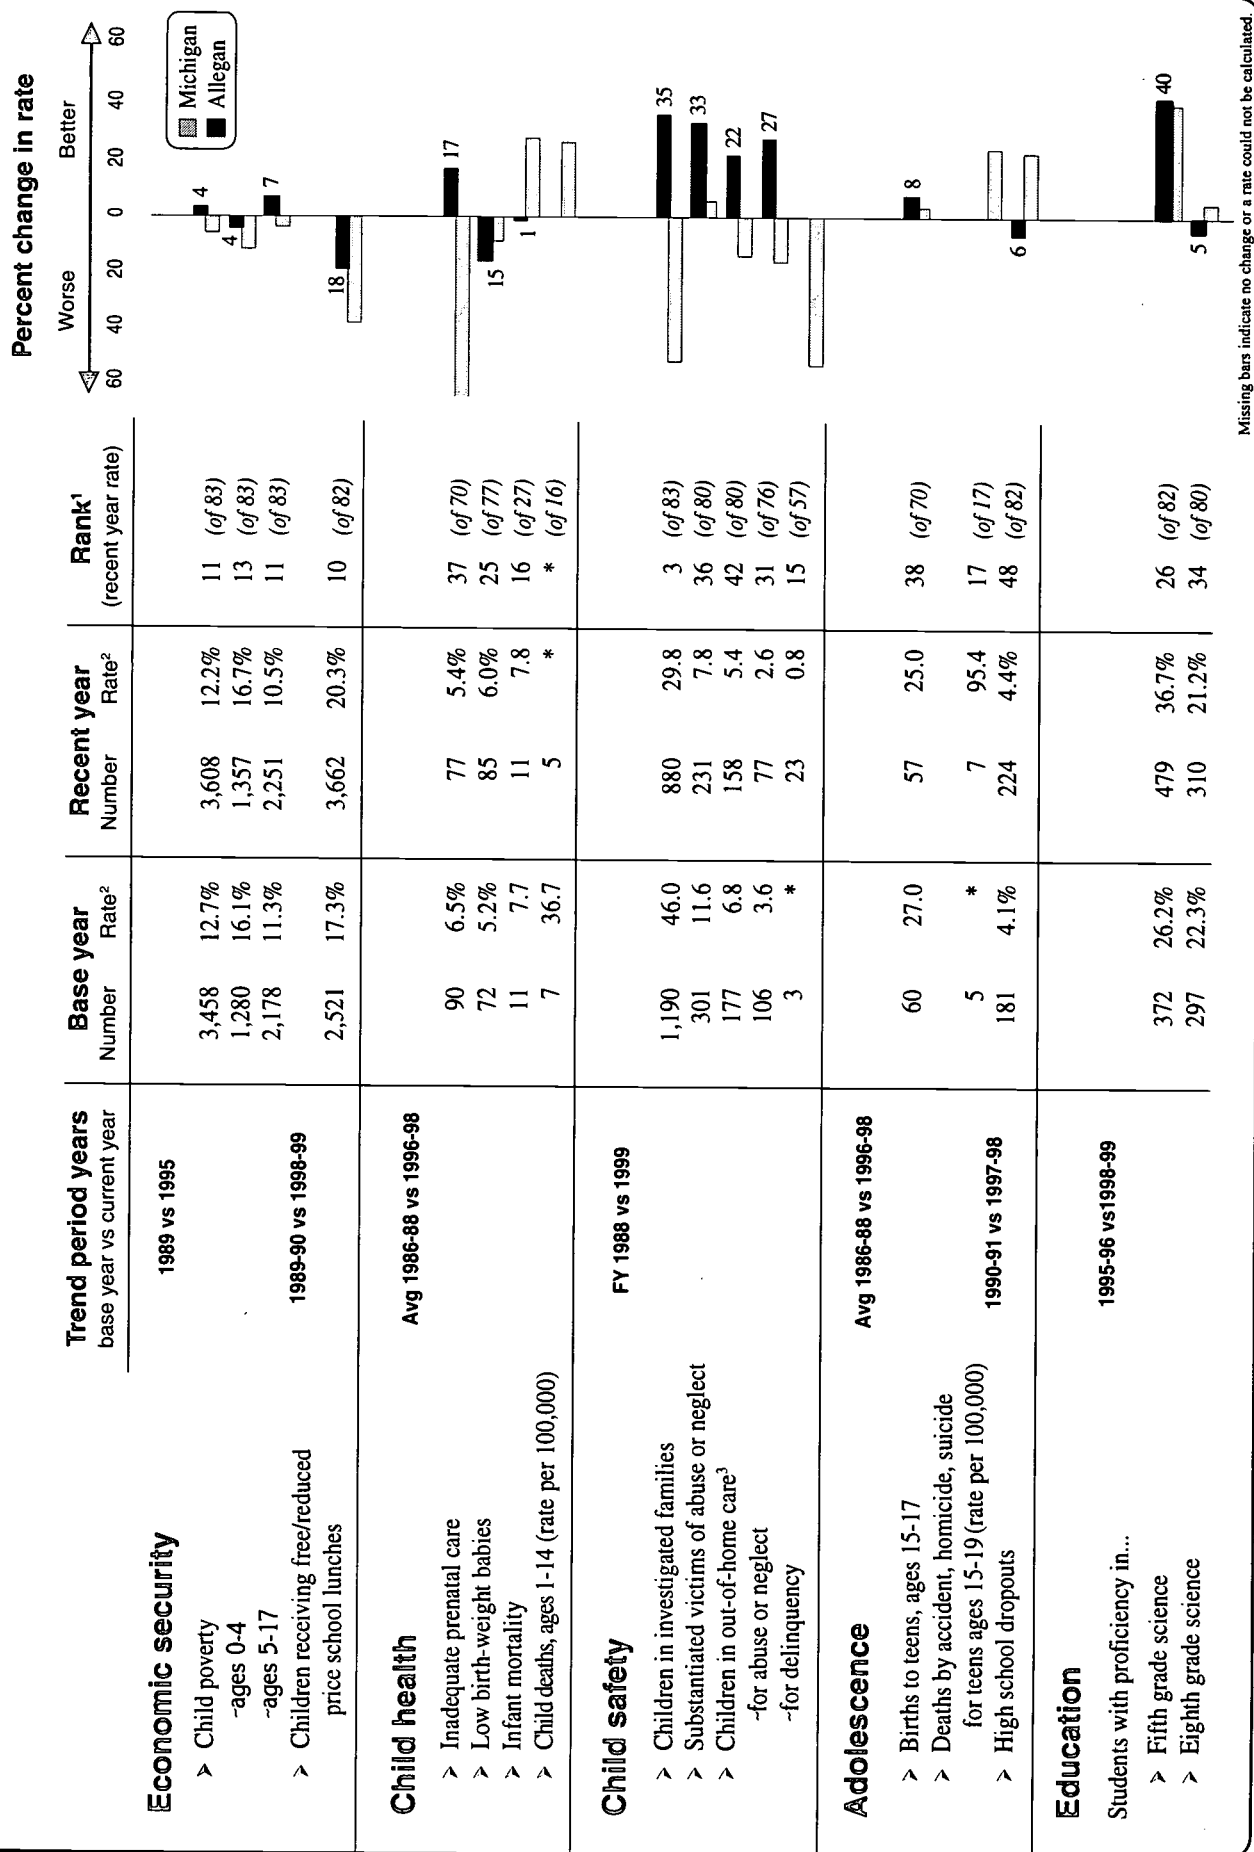 Trend period years Base year Recent year Rank¹ Percent change in rate
base year vs current year Number Rate² Number Rate² (recent year rate) Worse Better
60 40 20 0 20 40 60
Michigan
Allegan
Economic security
1989 vs 1995
➢ Child poverty 3,458 12.7% 3,608 12.2% 11 (of 83) 4
~ages 0-4 1,280 16.1% 1,357 16.7% 13 (of 83) 4
~ages 5-17 2,178 11.3% 2,251 10.5% 11 (of 83) 7
➢ Children receiving free/reduced 1989-90 vs 1998-99
price school lunches 2,521 17.3% 3,662 20.3% 10 (of 82) 18
Child health
Avg 1986-88 vs 1996-98
➢ Inadequate prenatal care 90 6.5% 77 5.4% 37 (of 70) 17
➢ Low birth-weight babies 72 5.2% 85 6.0% 25 (of 77) 15
➢ Infant mortality 11 7.7 11 7.8 16 (of 27) 1
➢ Child deaths, ages 1-14 (rate per 100,000) 7 36.7 5 * * (of 16)
Child safety
FY 1988 vs 1999
➢ Children in investigated families 1,190 46.0 880 29.8 3 (of 83) 35
➢ Substantiated victims of abuse or neglect 301 11.6 231 7.8 36 (of 80) 33
➢ Children in out-of-home care³ 177 6.8 158 5.4 42 (of 80) 22
~for abuse or neglect 106 3.6 77 2.6 31 (of 76) 27
~for delinquency 3 * 23 0.8 15 (of 57)
Adolescence
Avg 1986-88 vs 1996-98
➢ Births to teens, ages 15-17 60 27.0 57 25.0 38 (of 70) 8
➢ Deaths by accident, homicide, suicide
for teens ages 15-19 (rate per 100,000) 5 * 7 95.4 17 (of 17)
➢ High school dropouts 1990-91 vs 1997-98 181 4.1% 224 4.4% 48 (of 82) 6
Education
Students with proficiency in... 1995-96 vs1998-99
➢ Fifth grade science 372 26.2% 479 36.7% 26 (of 82) 40
➢ Eighth grade science 297 22.3% 310 21.2% 34 (of 80) 5
Missing bars indicate no change or a rate could not be calculated.